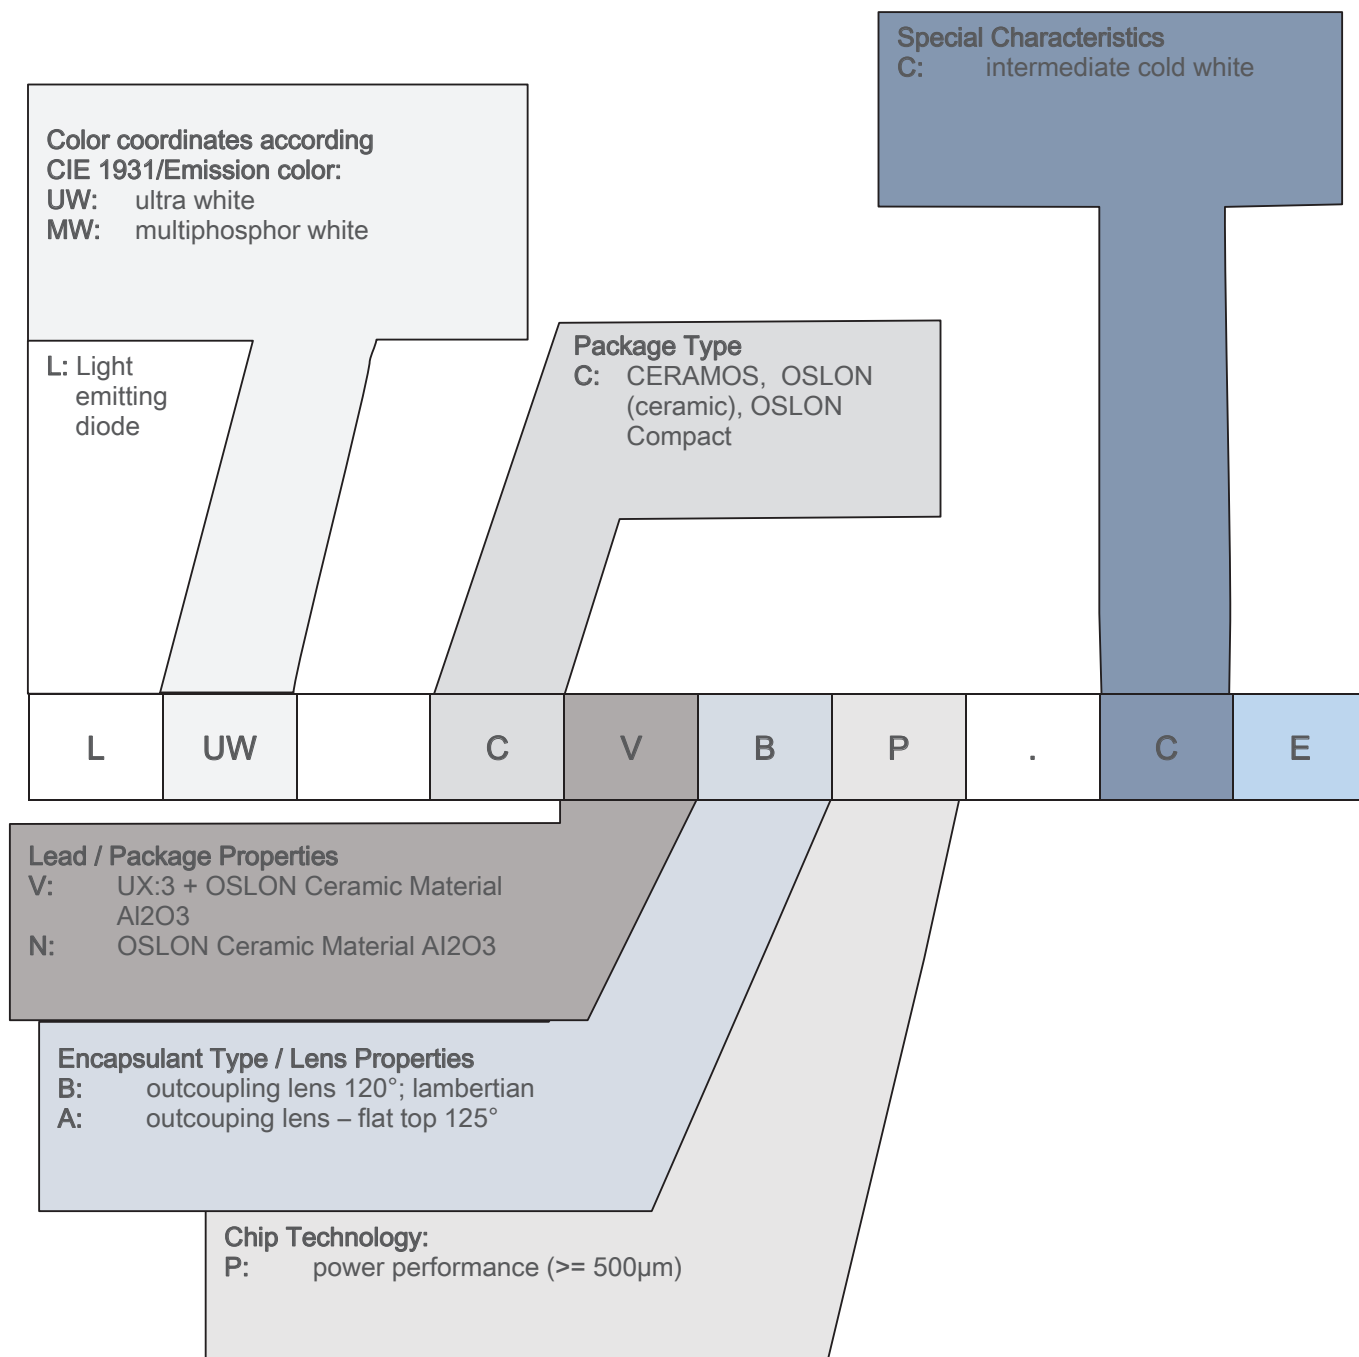 Special Characteristics
C: intermediate cold white
Color coordinates according
CIE 1931/Emission color:
UW: ultra white
MW: multiphosphor white
L: Light
emitting
diode
Package Type
C: CERAMOS, OSLON
(ceramic), OSLON
Compact
L UW C V B P . C E
Lead / Package Properties
V: UX:3 + OSLON Ceramic Material
Al2O3
N: OSLON Ceramic Material AI2O3
Encapsulant Type / Lens Properties
B: outcoupling lens 120°; lambertian
A: outcouping lens – flat top 125°
Chip Technology:
P: power performance (>= 500µm)